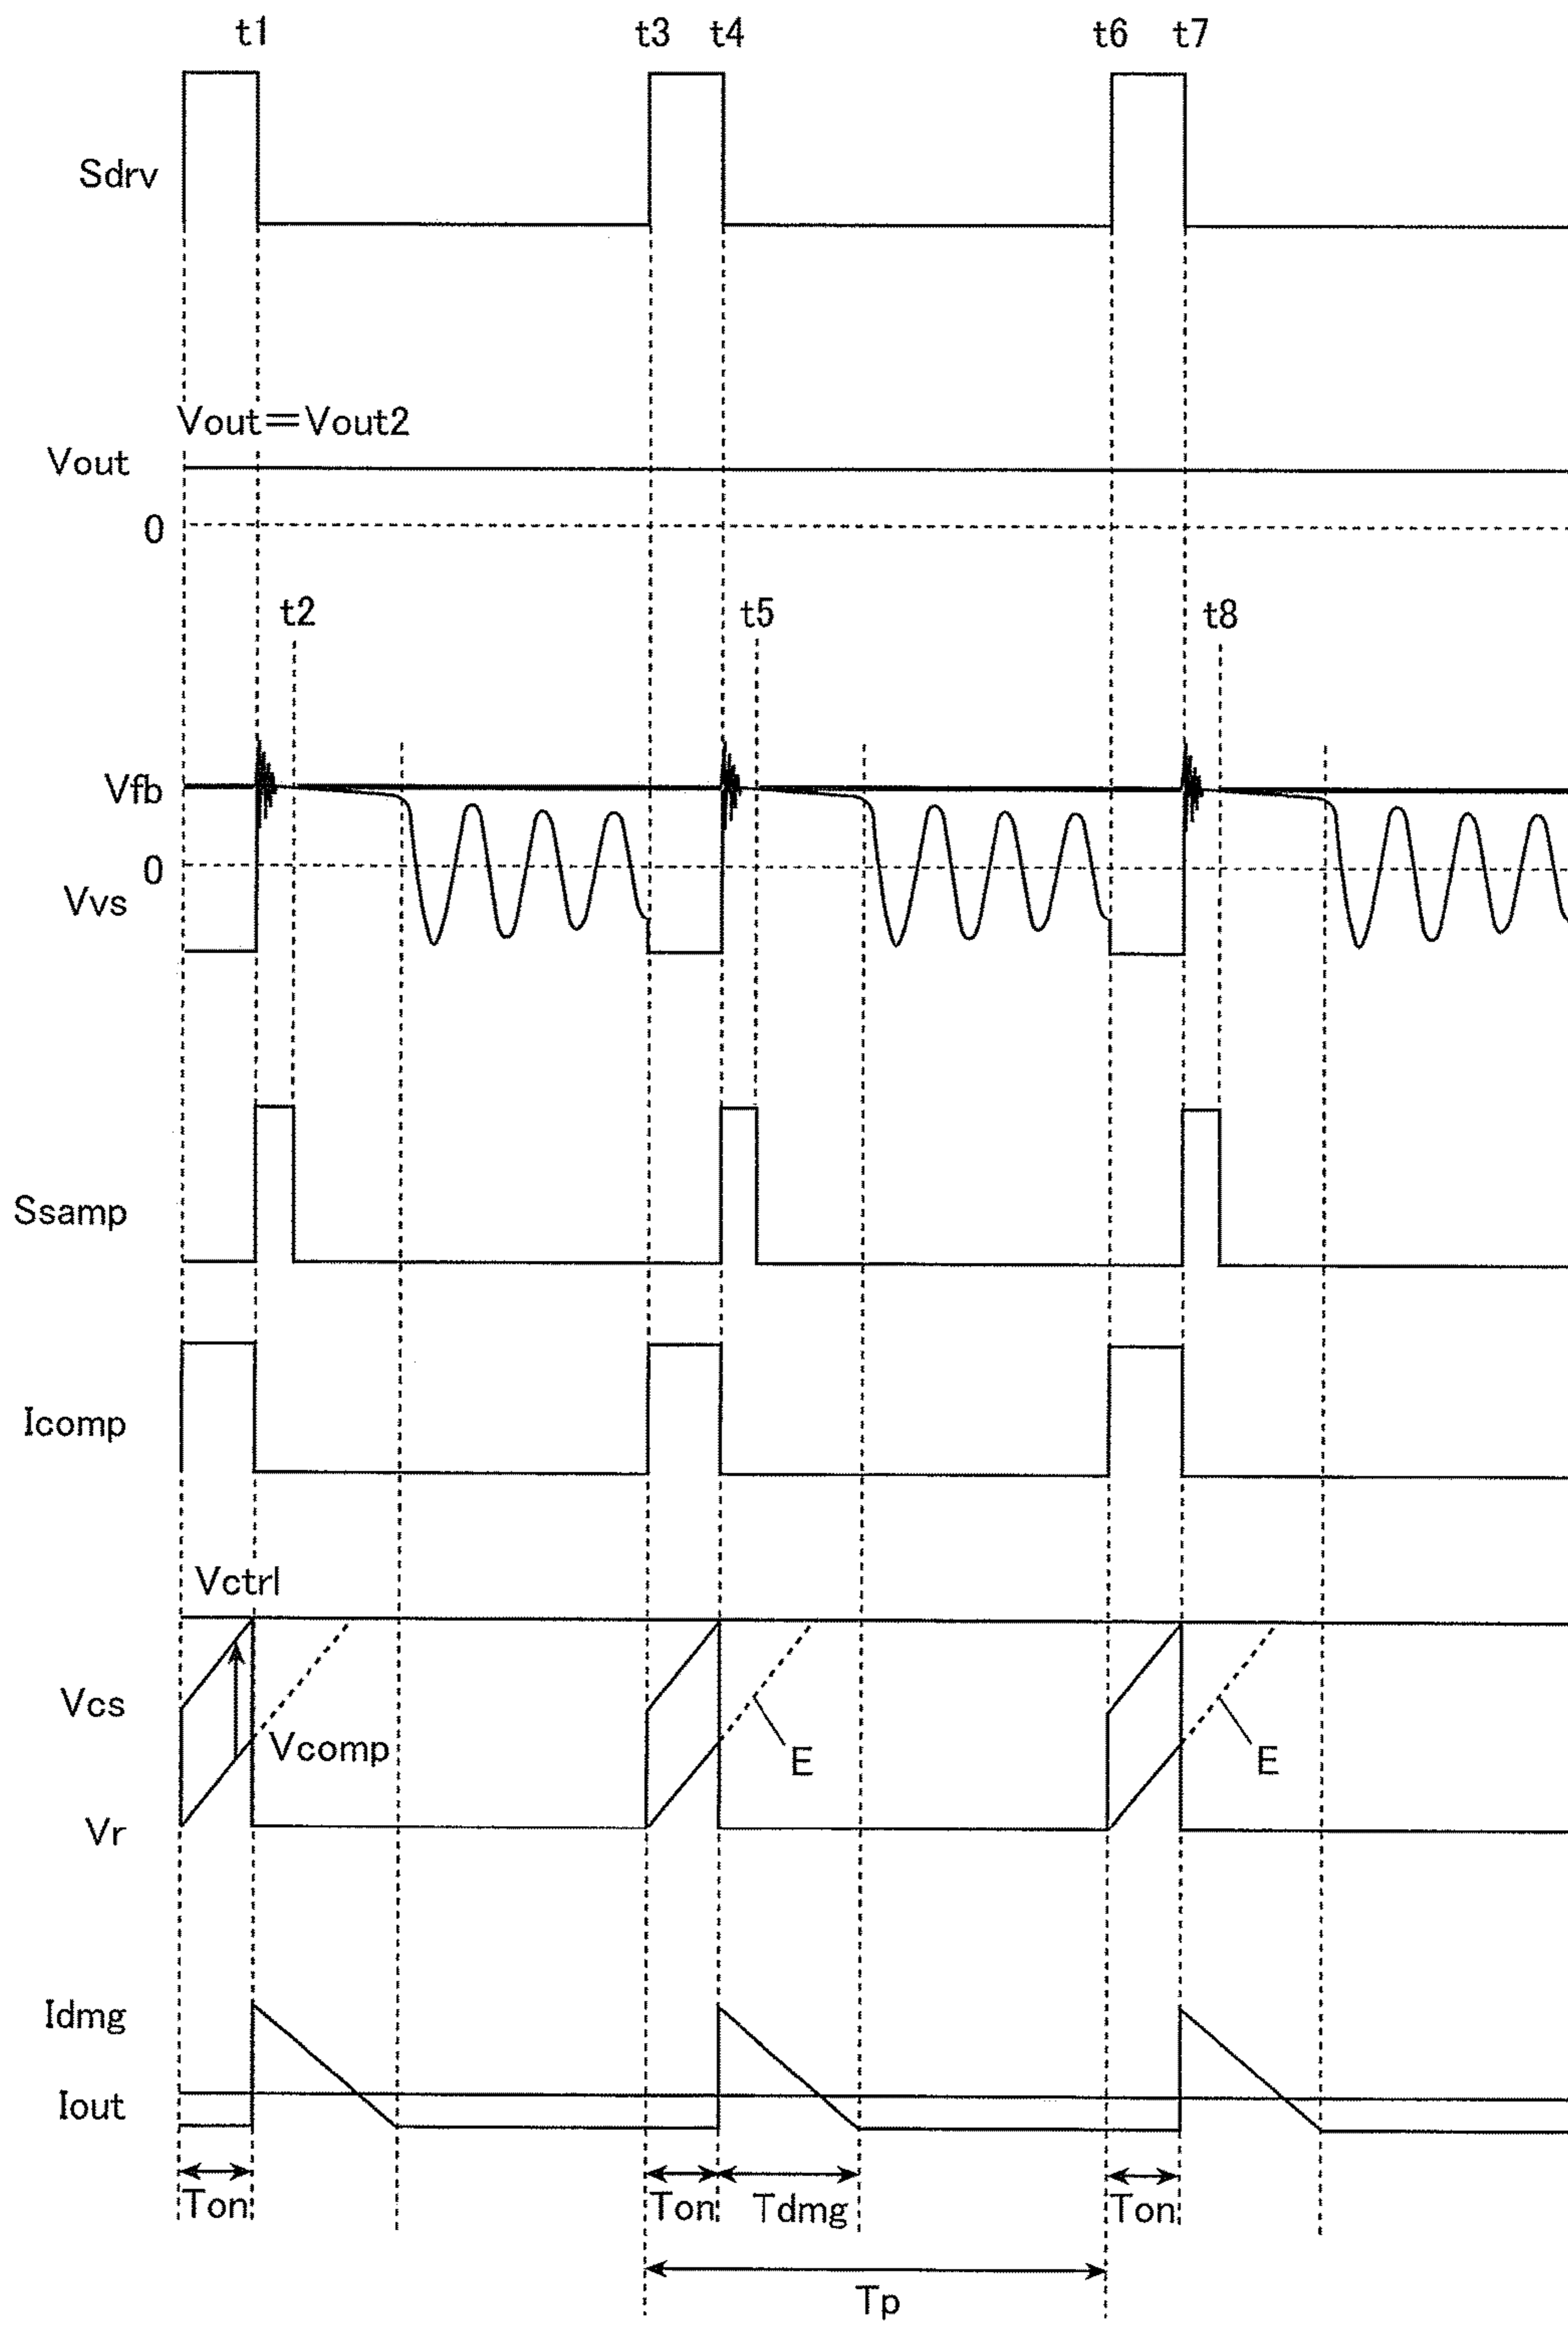 t1 t3 t4 t6 t7
Sdrv
Vout=Vout2
Vout
0
t2 t5 t8
Vfb
0
Vvs
Ssamp
Icomp
Vctrl
Vcs
Vcomp
E E
Vr
Idmg
Iout
Ton Ton Tdmg Ton
Tp